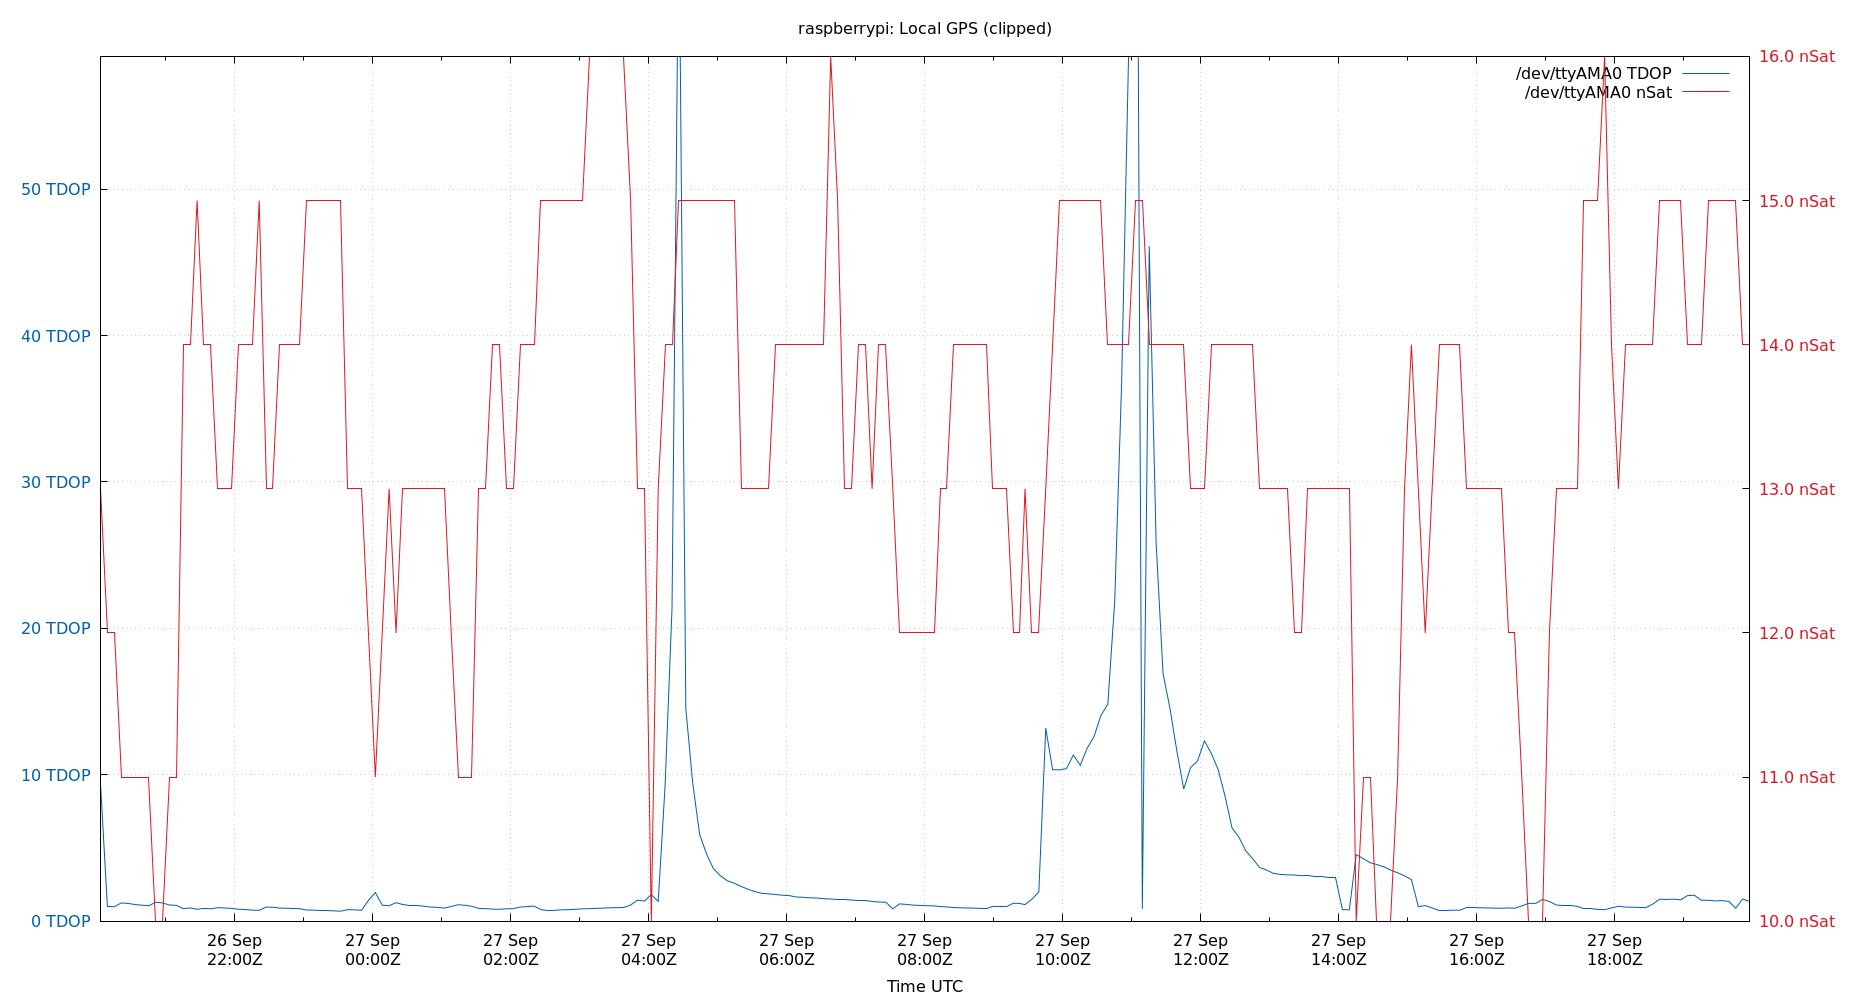 raspberrypi: Local GPS (clipped)
16.0 nSat
/dev/ttyAMA0 TDOP
/dev/ttyAMA0 nSat
50 TDOP
15.0 nSat
40 TDOP
14.0 nSat
30 TDOP
13.0 nSat
20 TDOP
12.0 nSat
10 TDOP
11.0 nSat
0 TDOP
10.0 nSat
26 Sep 27 Sep 27 Sep 27 Sep 27 Sep 27 Sep 27 Sep 27 Sep 27 Sep 27 Sep 27 Sep
22:00Z 00:00Z 02:00Z 04:00Z 06:00Z 08:00Z 10:00Z 12:00Z 14:00Z 16:00Z 18:00Z
Time UTC